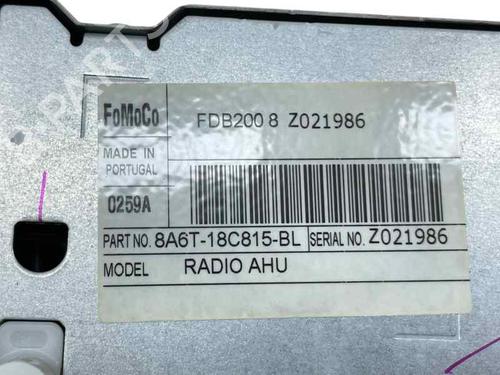 FoMoCo
FDB200 8 Z021986
MADE IN
PORTUGAL
0259A
PART NO. 8A6T-18C815-BL SERIAL NO. Z021986
MODEL RADIO AHU